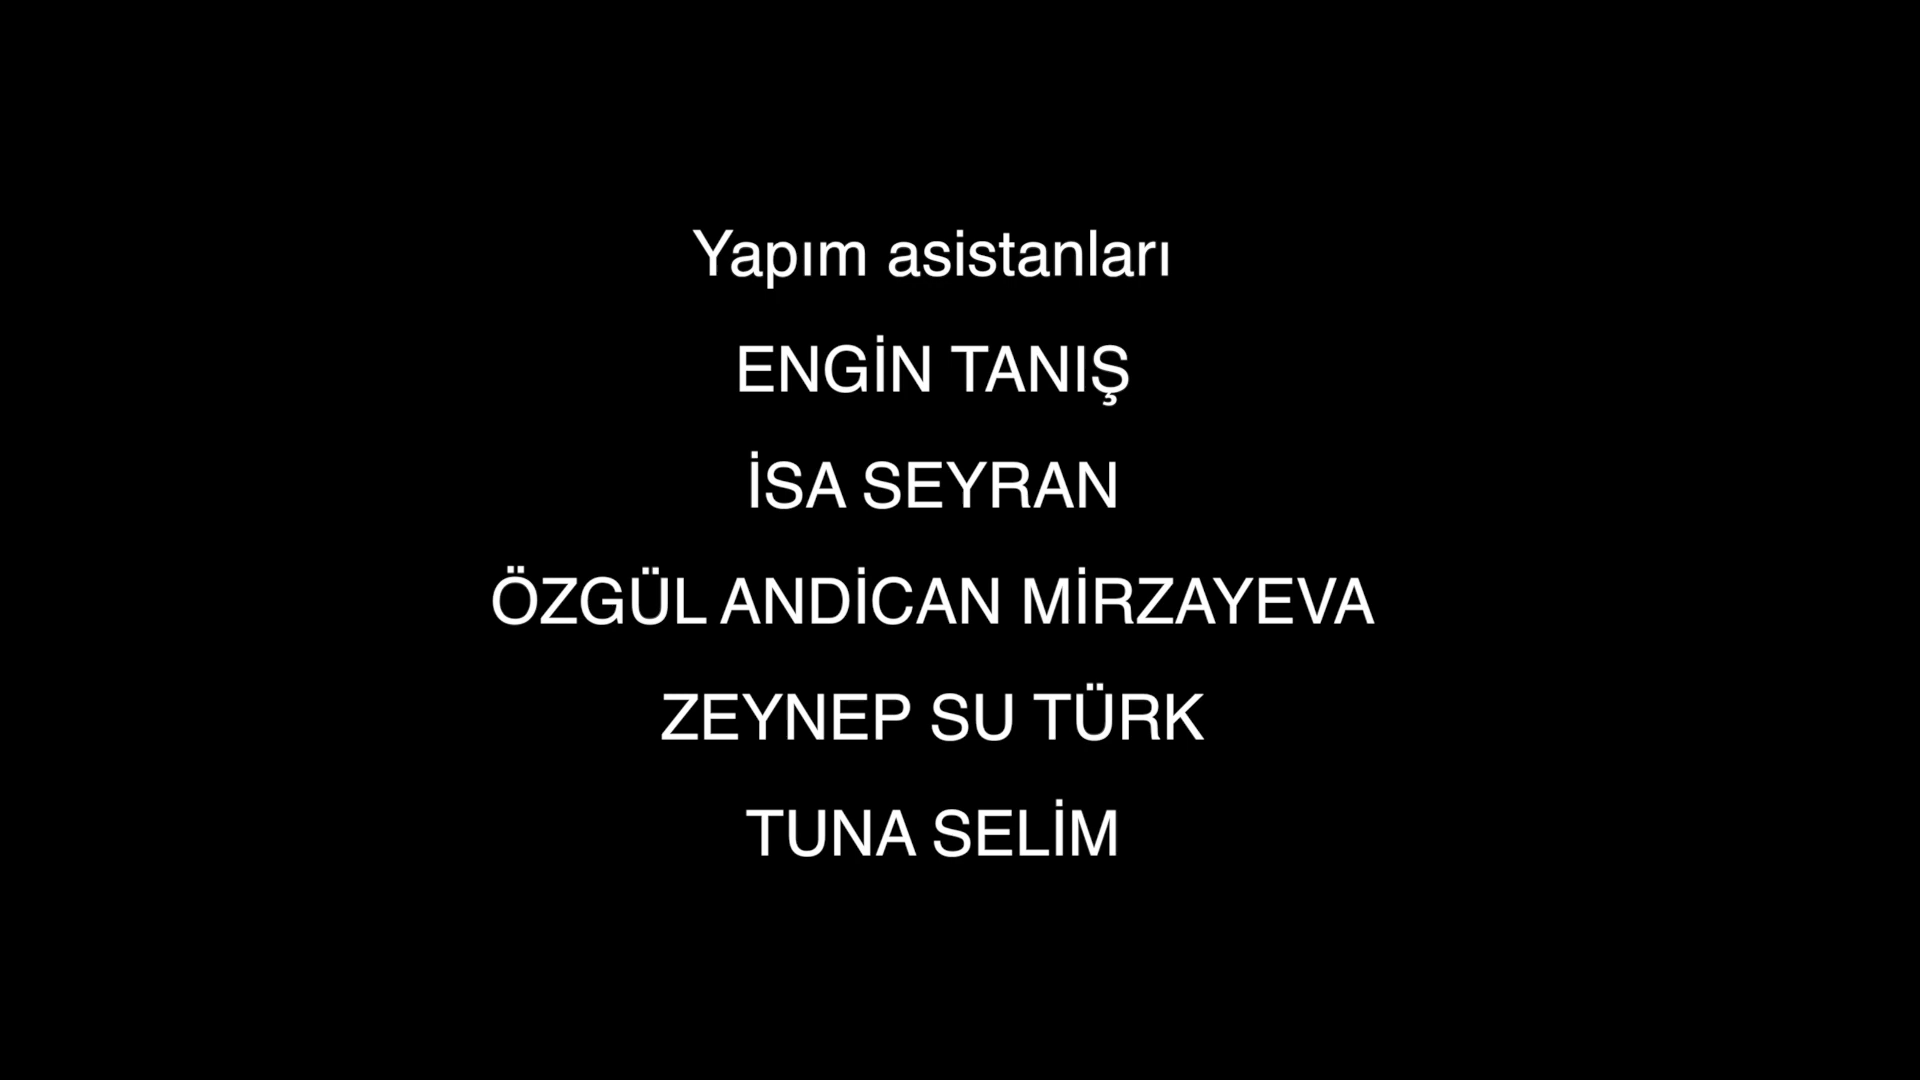 Yapım asistanları
ENGİN TANIŞ
İSA SEYRAN
ÖZGÜL ANDİCAN MİRZAYEVA
ZEYNEP SU TÜRK
TUNA SELİM